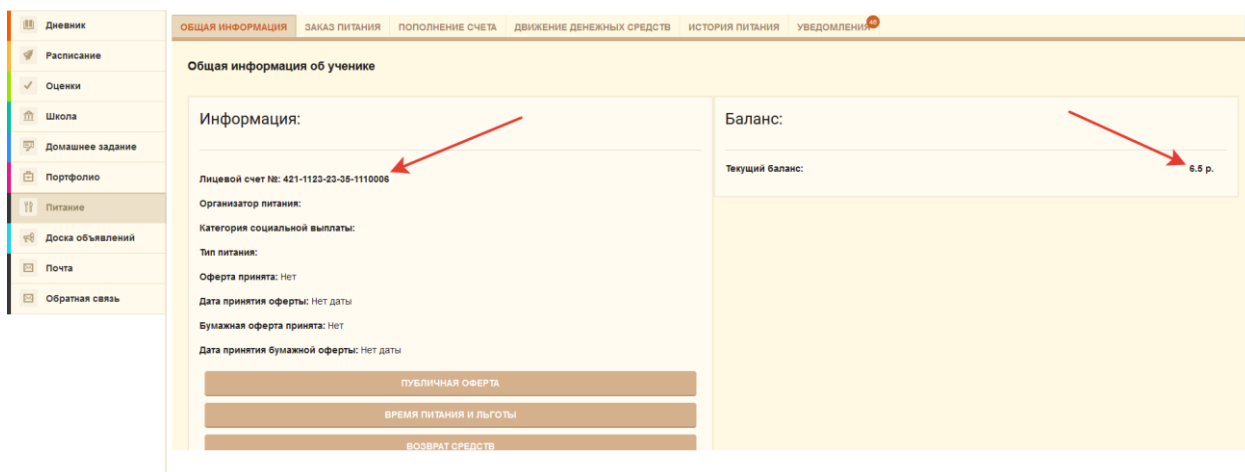 Дневник
Расписание
Оценки
Школа
Домашнее задание
Портфолио
Питание
Доска объявлений
Почта
Обратная связь
ОБЩАЯ ИНФОРМАЦИЯ ЗАКАЗ ПИТАНИЯ ПОПОЛНЕНИЕ СЧЕТА ДВИЖЕНИЕ ДЕНЕЖНЫХ СРЕДСТВ ИСТОРИЯ ПИТАНИЯ УВЕДОМЛЕНИЯ 46
Общая информация об ученике
Информация:
Лицевой счет №: 421-1123-23-35-1110006
Организатор питания:
Категория социальной выплаты:
Тип питания:
Оферта принята: Нет
Дата принятия оферты: Нет даты
Бумажная оферта принята: Нет
Дата принятия бумажной оферты: Нет даты
ПУБЛИЧНАЯ ОФЕРТА
ВРЕМЯ ПИТАНИЯ И ЛЬГОТЫ
ВОЗВРАТ СРЕДСТВ
Баланс:
Текущий баланс: 6.5 р.